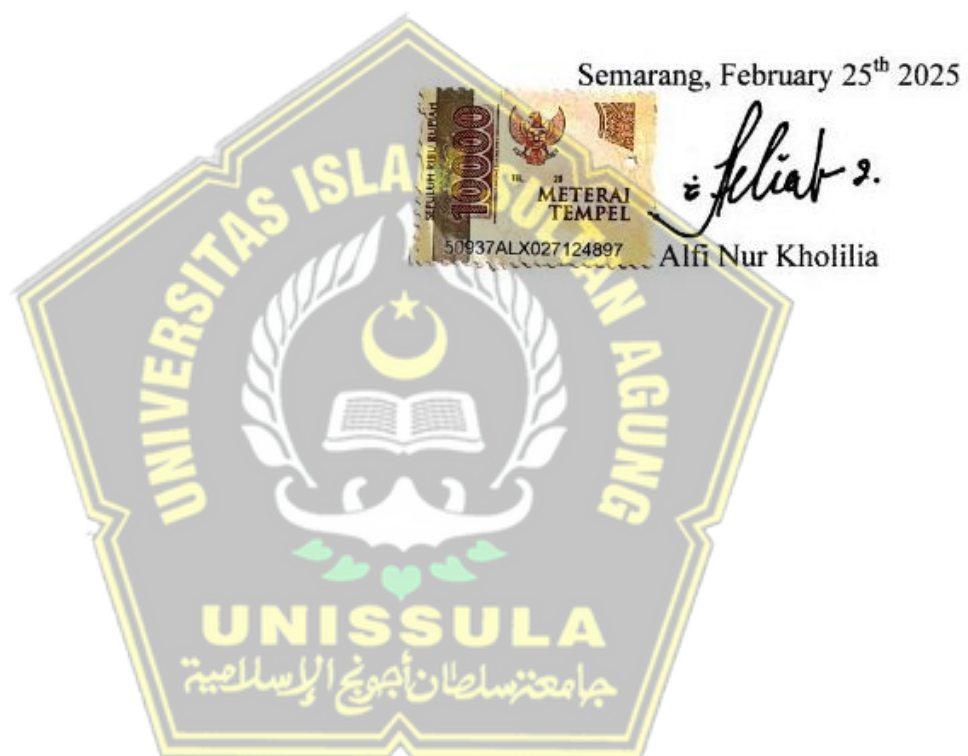 Semarang, February 25th 2025
SEPULUH RIBU RUPIAH
10000
METERAI
TEMPEL
50937ALX027124897
Alfi Nur Kholilia
UNIVERSITAS ISLAM SULTAN AGUNG
UNISSULA
جامعة سلطان أجونج الإسلامية